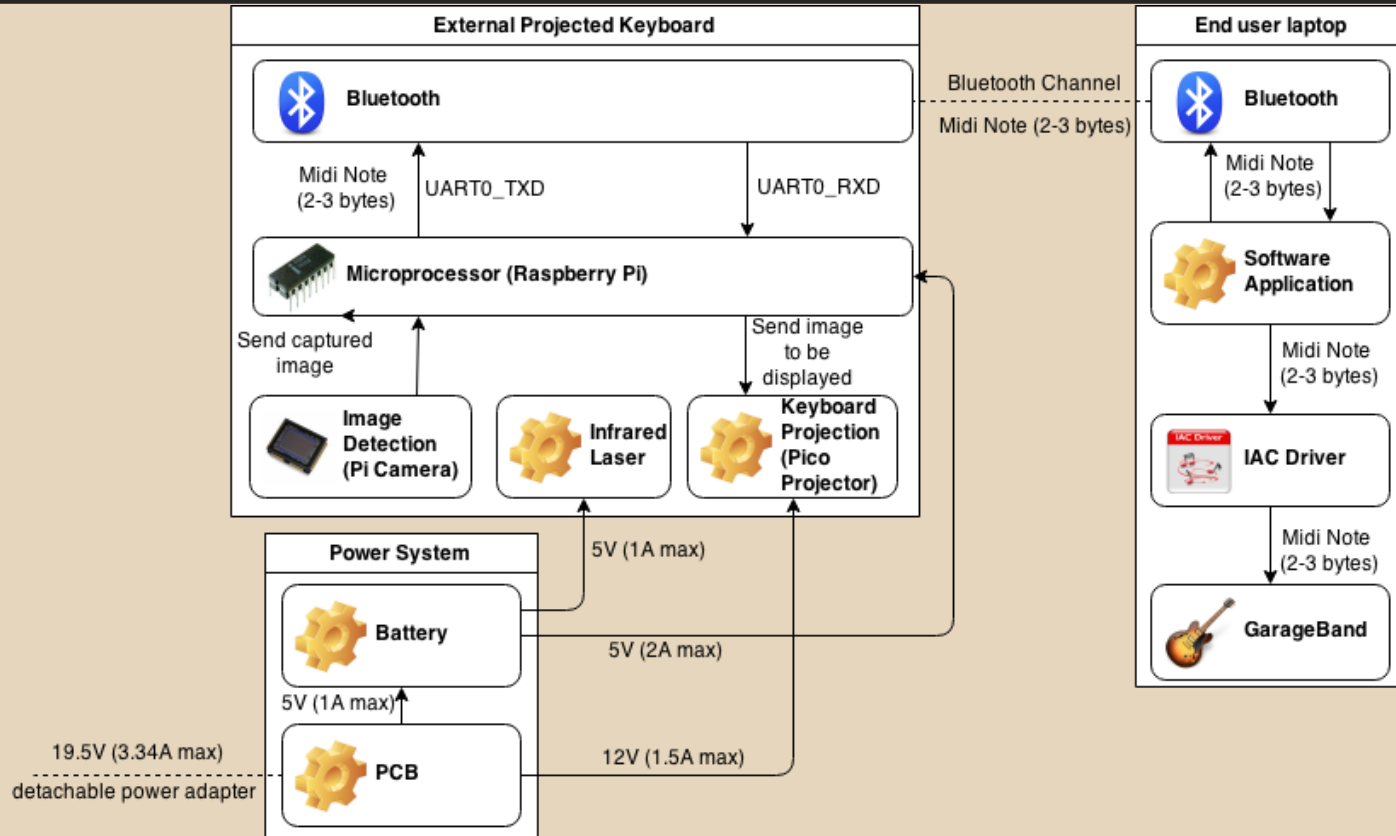 External Projected Keyboard
End user laptop
Bluetooth
Bluetooth Channel
Midi Note (2-3 bytes)
Bluetooth
Midi Note
(2-3 bytes)
UART0_TXD
UART0_RXD
Midi Note
(2-3 bytes)
Microprocessor (Raspberry Pi)
Software
Application
Send captured
image
Send image
to be
displayed
Midi Note
(2-3 bytes)
Image
Detection
(Pi Camera)
Infrared
Laser
Keyboard
Projection
(Pico
Projector)
IAC Driver
IAC Driver
Midi Note
(2-3 bytes)
GarageBand
Power System
5V (1A max)
Battery
5V (2A max)
5V (1A max)
PCB
12V (1.5A max)
19.5V (3.34A max)
detachable power adapter